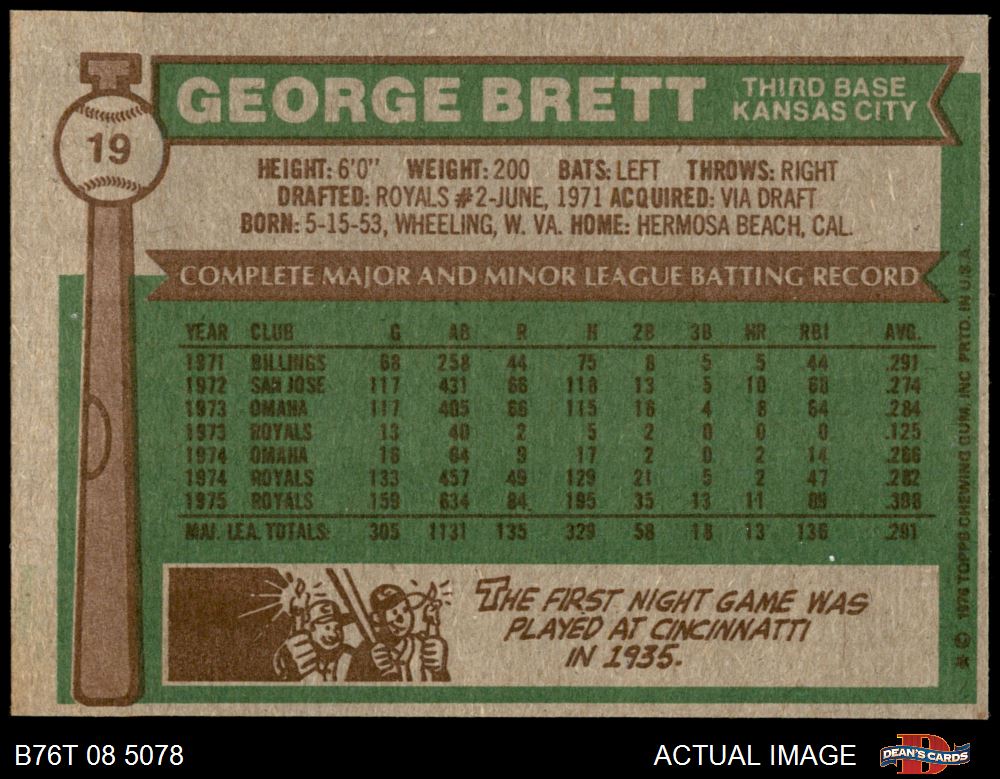 19
GEORGE BRETT
THIRD BASE
KANSAS CITY
HEIGHT: 6'0" WEIGHT: 200 BATS: LEFT THROWS: RIGHT
DRAFTED: ROYALS #2-JUNE, 1971 ACQUIRED: VIA DRAFT
BORN: 5-15-53, WHEELING, W. VA. HOME: HERMOSA BEACH, CAL.
COMPLETE MAJOR AND MINOR LEAGUE BATTING RECORD
YEAR CLUB G AB R H 2B 3B HR RBI AVG.
1971 BILLINGS 68 258 44 75 8 5 5 44 .291
1972 SAN JOSE 117 431 66 118 13 5 10 68 .274
1973 OMAHA 117 405 66 115 16 4 8 64 .284
1973 ROYALS 13 40 2 5 2 0 0 0 .125
1974 OMAHA 16 64 9 17 2 0 2 14 .266
1974 ROYALS 133 457 49 129 21 5 2 47 .282
1975 ROYALS 159 634 84 195 35 13 11 89 .308
MAJ. LEA. TOTALS: 305 1131 135 329 58 18 13 136 .291
THE FIRST NIGHT GAME WAS
PLAYED AT CINCINNATTI
IN 1935.
* © 1976 TOPPS CHEWING GUM, INC. PRTD. IN U.S.A.
B76T 08 5078
ACTUAL IMAGE
DEAN'S CARDS